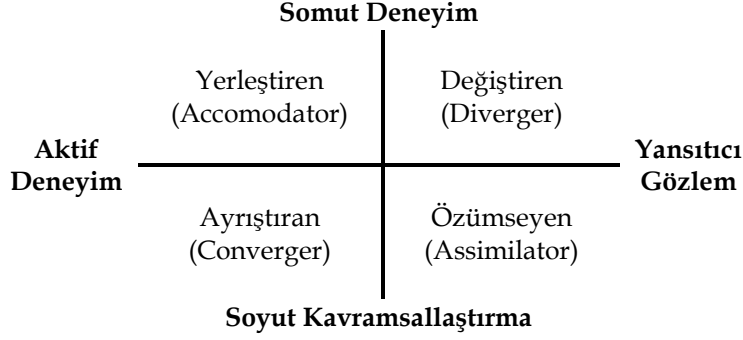 Somut Deneyim
Yerleştiren
(Accomodator)
Değiştiren
(Diverger)
Aktif
Deneyim
Yansıtıcı
Gözlem
Ayrıştıran
(Converger)
Özümseyen
(Assimilator)
Soyut Kavramsallaştırma